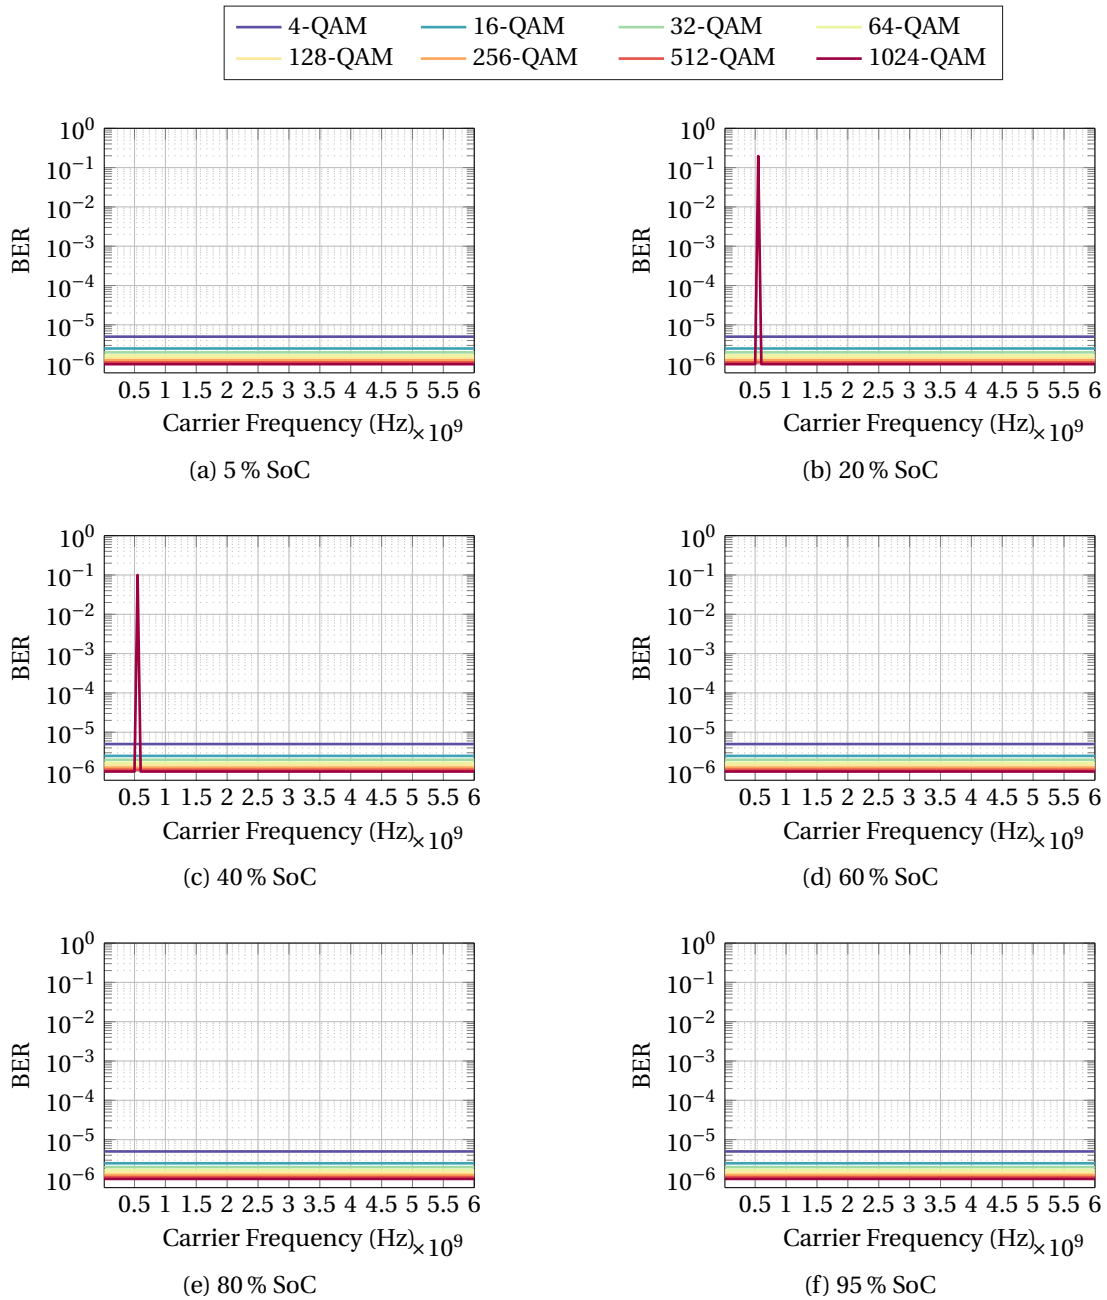 4-QAM 16-QAM 32-QAM 64-QAM
128-QAM 256-QAM 512-QAM 1024-QAM
10^0
10^−1
10^−2
10^−3
10^−4
10^−5
10^−6
BER
0.5 1 1.5 2 2.5 3 3.5 4 4.5 5 5.5 6
Carrier Frequency (Hz) ×10^9
(a) 5 % SoC
10^0
10^−1
10^−2
10^−3
10^−4
10^−5
10^−6
BER
0.5 1 1.5 2 2.5 3 3.5 4 4.5 5 5.5 6
Carrier Frequency (Hz) ×10^9
(b) 20 % SoC
10^0
10^−1
10^−2
10^−3
10^−4
10^−5
10^−6
BER
0.5 1 1.5 2 2.5 3 3.5 4 4.5 5 5.5 6
Carrier Frequency (Hz) ×10^9
(c) 40 % SoC
10^0
10^−1
10^−2
10^−3
10^−4
10^−5
10^−6
BER
0.5 1 1.5 2 2.5 3 3.5 4 4.5 5 5.5 6
Carrier Frequency (Hz) ×10^9
(d) 60 % SoC
10^0
10^−1
10^−2
10^−3
10^−4
10^−5
10^−6
BER
0.5 1 1.5 2 2.5 3 3.5 4 4.5 5 5.5 6
Carrier Frequency (Hz) ×10^9
(e) 80 % SoC
10^0
10^−1
10^−2
10^−3
10^−4
10^−5
10^−6
BER
0.5 1 1.5 2 2.5 3 3.5 4 4.5 5 5.5 6
Carrier Frequency (Hz) ×10^9
(f) 95 % SoC